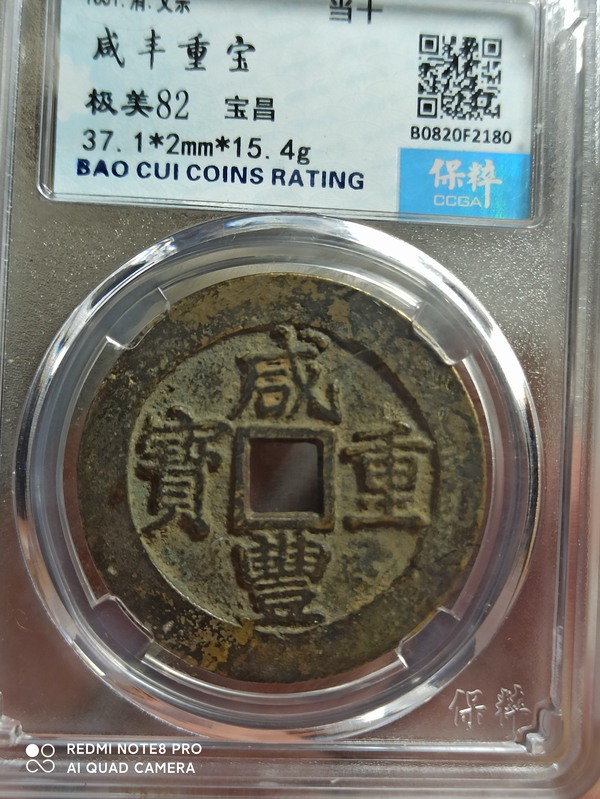 当十
咸丰重宝
极美82 宝昌
37.1*2mm*15.4g
BAO CUI COINS RATING
B0820F2180
保粹
CCGA
咸
寶 重
豐
保粹
REDMI NOTE8 PRO
AI QUAD CAMERA